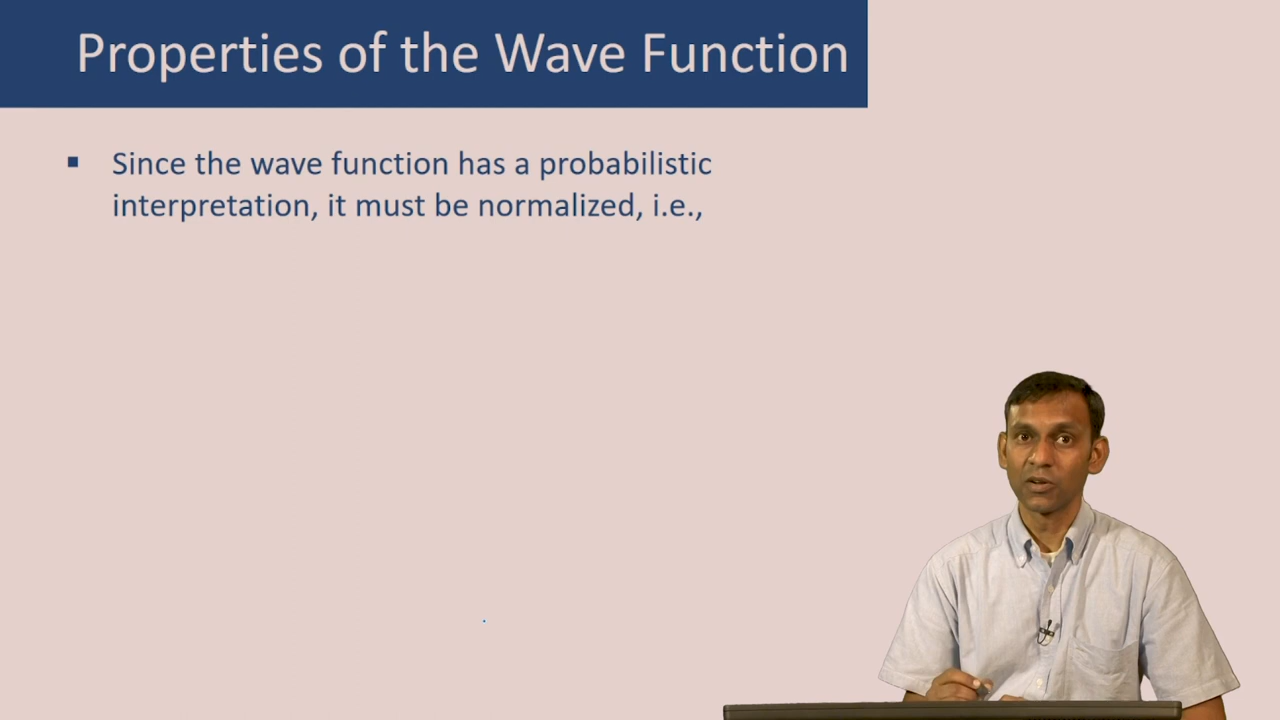 Properties of the Wave Function
▪ Since the wave function has a probabilistic
interpretation, it must be normalized, i.e.,